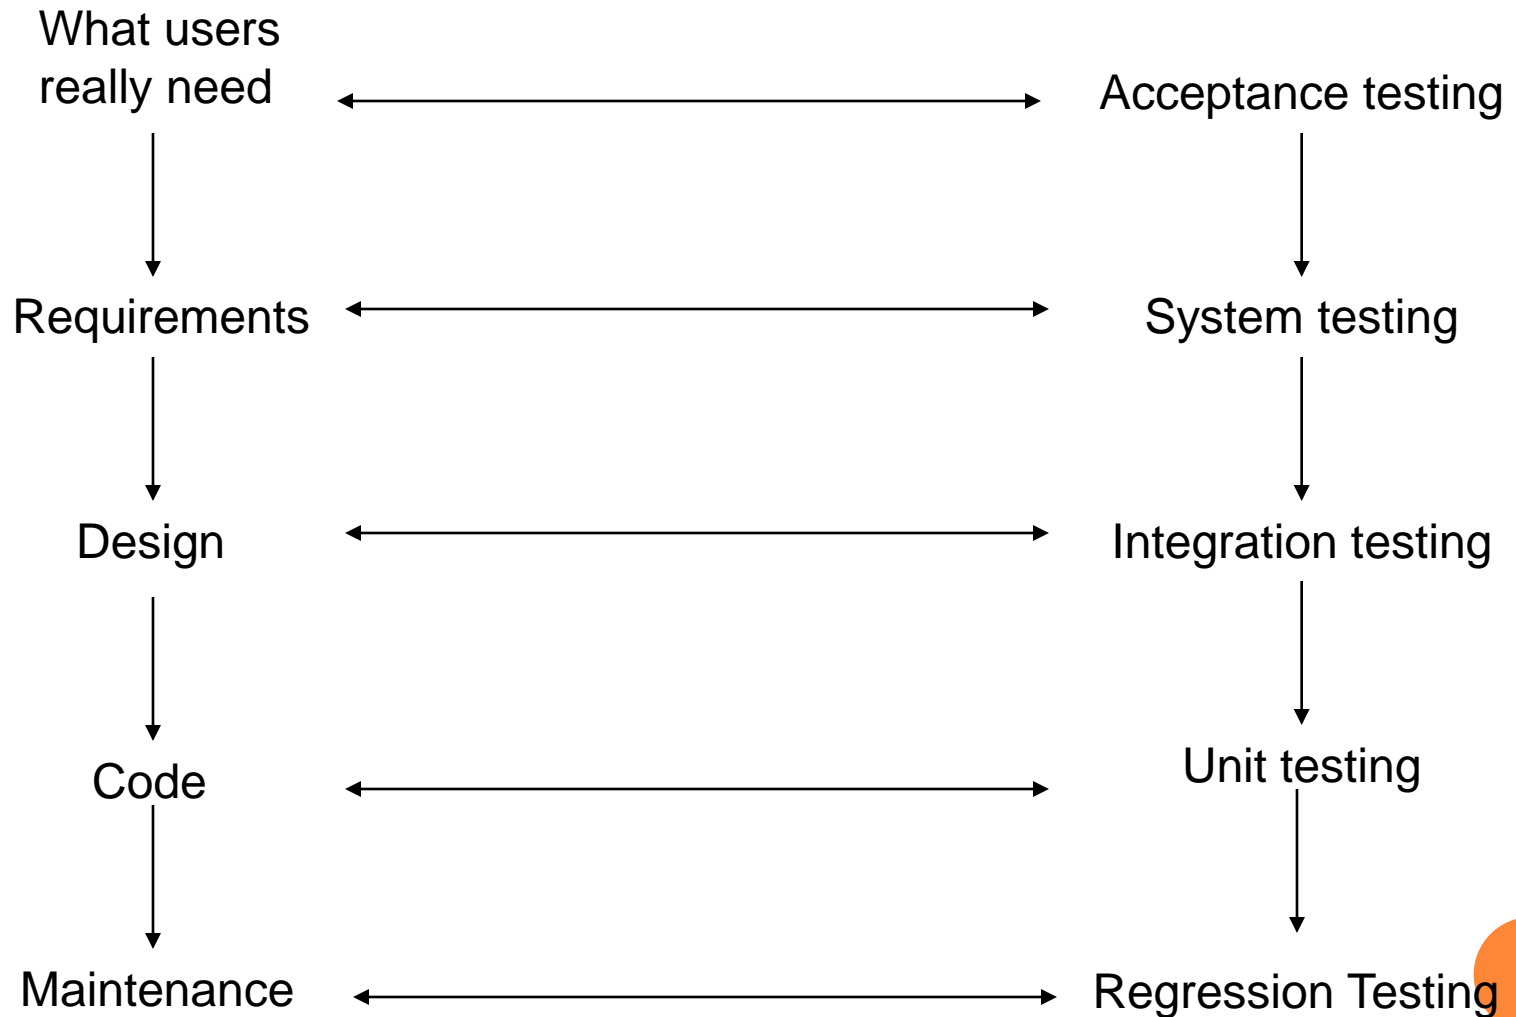 What users
really need
Acceptance testing
Requirements
System testing
Design
Integration testing
Code
Unit testing
Maintenance
Regression Testing